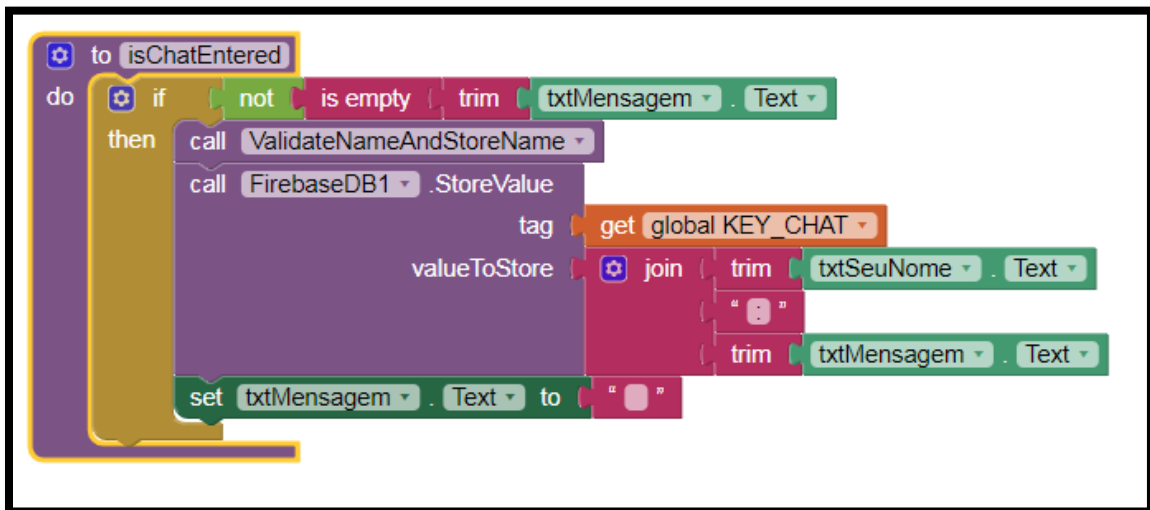 to isChatEntered
do if not is empty trim txtMensagem . Text
then call ValidateNameAndStoreName
call FirebaseDB1 .StoreValue
tag get global KEY_CHAT
valueToStore join trim txtSeuNome . Text
“ : ”
trim txtMensagem . Text
set txtMensagem . Text to “ ”